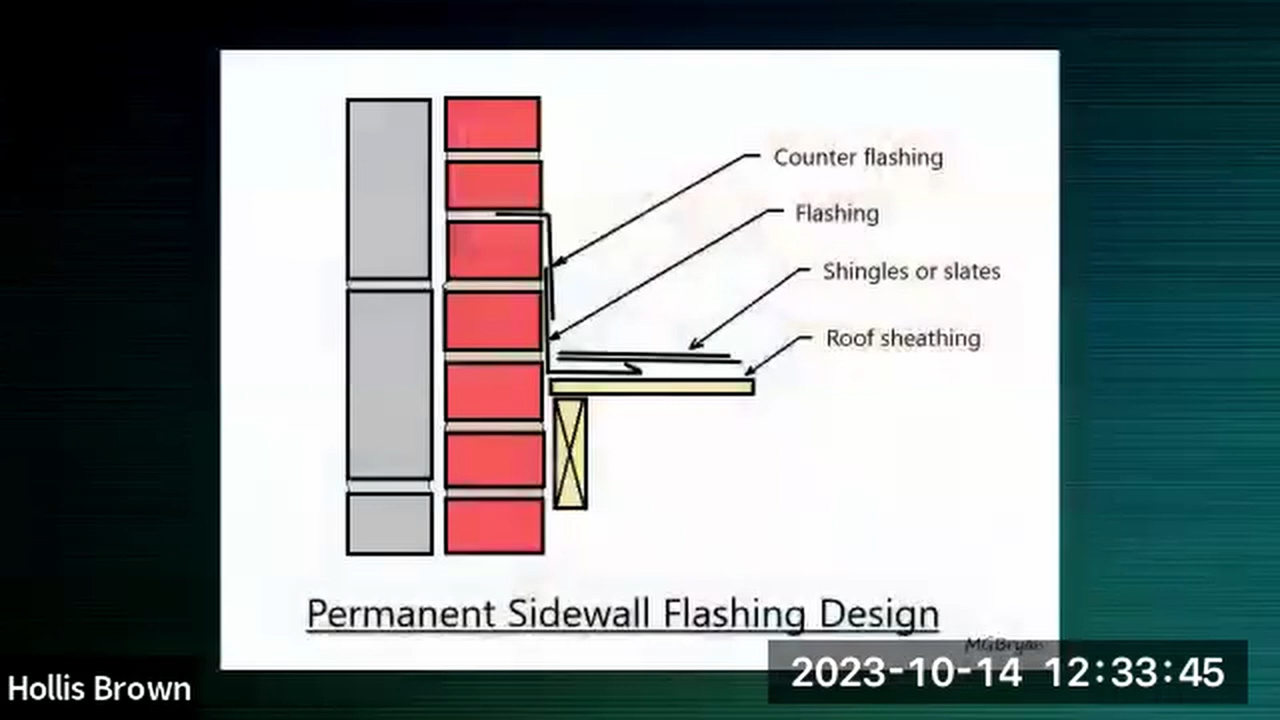 Counter flashing
Flashing
Shingles or slates
Roof sheathing
Permanent Sidewall Flashing Design
MGBryan
2023-10-14 12:33:45
Hollis Brown